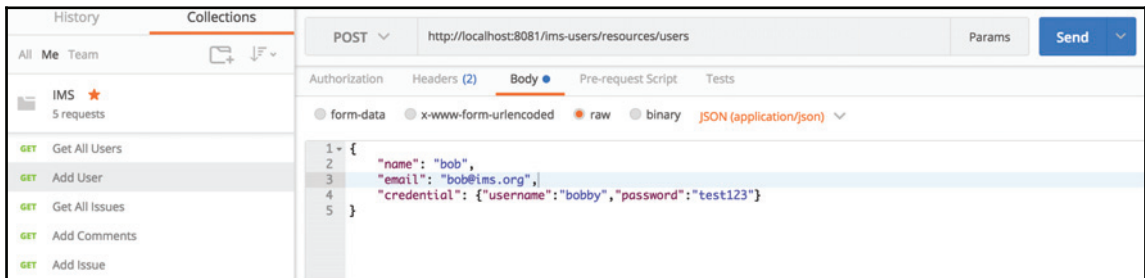 History Collections
All Me Team
IMS
5 requests
GET Get All Users
GET Add User
GET Get All Issues
GET Add Comments
GET Add Issue
POST http://localhost:8081/ims-users/resources/users Params Send
Authorization Headers (2) Body Pre-request Script Tests
form-data x-www-form-urlencoded raw binary JSON (application/json)
1 {
2 "name": "bob",
3 "email": "bob@ims.org",
4 "credential": {"username":"bobby","password":"test123"}
5 }